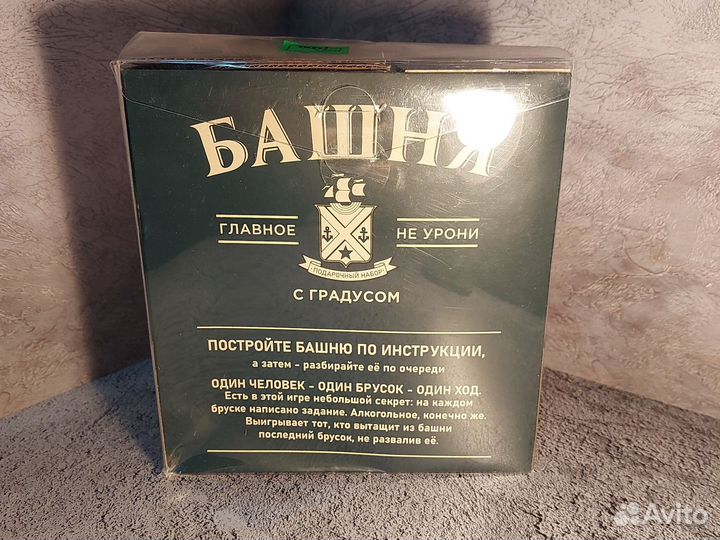 БАШНЯ
ГЛАВНОЕ НЕ УРОНИ
· ПОДАРОЧНЫЙ НАБОР ·
С ГРАДУСОМ
ПОСТРОЙТЕ БАШНЮ ПО ИНСТРУКЦИИ,
а затем - разбирайте её по очереди
ОДИН ЧЕЛОВЕК - ОДИН БРУСОК - ОДИН ХОД.
Есть в этой игре небольшой секрет: на каждом
бруске написано задание. Алкогольное, конечно же.
Выигрывает тот, кто вытащит из башни
последний брусок, не развалив её.
Avito